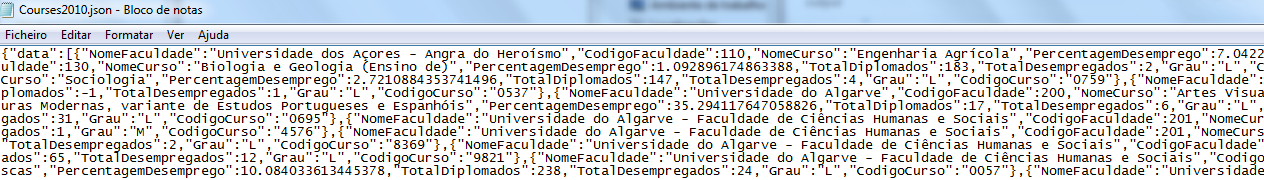 Courses2010.json - Bloco de notas
Ficheiro Editar Formatar Ver Ajuda
{"data":[{"NomeFaculdade":"Universidade dos Açores - Angra do Heroísmo","CodigoFaculdade":110,"NomeCurso":"Engenharia Agrícola","PercentagemDesemprego":7.0422
uldade":130,"NomeCurso":"Biologia e Geologia (Ensino de)","PercentagemDesemprego":1.092896174863388,"TotalDiplomados":183,"TotalDesempregados":2,"Grau":"L","C
Curso":"Sociologia","PercentagemDesemprego":2.7210884353741496,"TotalDiplomados":147,"TotalDesempregados":4,"Grau":"L","CodigoCurso":"0759"},{"NomeFaculdade":
plomados":-1,"TotalDesempregados":1,"Grau":"L","CodigoCurso":"0537"},{"NomeFaculdade":"Universidade do Algarve","CodigoFaculdade":200,"NomeCurso":"Artes Visua
uras Modernas, variante de Estudos Portugueses e Espanhóis","PercentagemDesemprego":35.294117647058826,"TotalDiplomados":17,"TotalDesempregados":6,"Grau":"L",
gados":31,"Grau":"L","CodigoCurso":"0695"},{"NomeFaculdade":"Universidade do Algarve - Faculdade de Ciências Humanas e Sociais","CodigoFaculdade":201,"NomeCur
gados":1,"Grau":"M","CodigoCurso":"4576"},{"NomeFaculdade":"Universidade do Algarve - Faculdade de Ciências Humanas e Sociais","CodigoFaculdade":201,"NomeCurs
"TotalDesempregados":2,"Grau":"L","CodigoCurso":"8369"},{"NomeFaculdade":"Universidade do Algarve - Faculdade de Ciências Humanas e Sociais","CodigoFaculdade"
ados":65,"TotalDesempregados":12,"Grau":"L","CodigoCurso":"9821"},{"NomeFaculdade":"Universidade do Algarve - Faculdade de Ciências Humanas e Sociais","Codigo
scas","PercentagemDesemprego":10.084033613445378,"TotalDiplomados":238,"TotalDesempregados":24,"Grau":"L","CodigoCurso":"0057"},{"NomeFaculdade":"Universidade